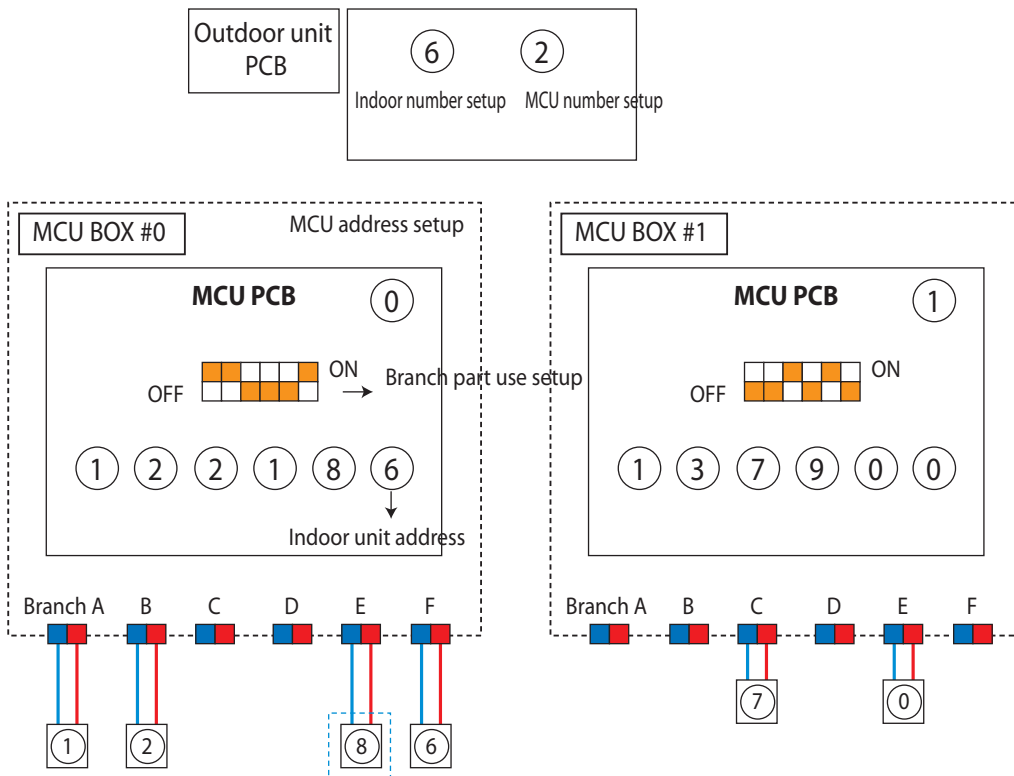 Outdoor unit
PCB
6 2
Indoor number setup MCU number setup
MCU BOX #0 MCU address setup
MCU PCB 0
ON
OFF Branch part use setup
1 2 2 1 8 6
Indoor unit address
Branch A B C D E F
1 2 8 6
MCU BOX #1
MCU PCB 1
ON
OFF
1 3 7 9 0 0
Branch A B C D E F
7 0